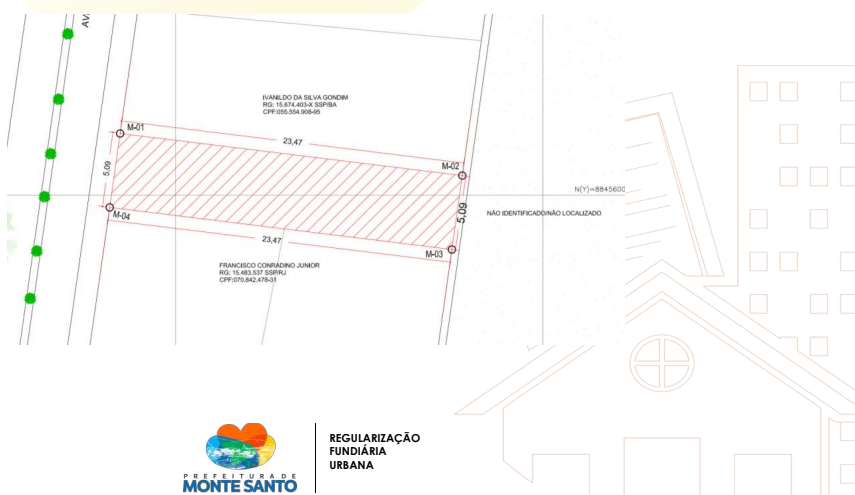 AV.
IVANILDO DA SILVA GONDIM
RG: 15,674,403-X SSP/BA
CPF:055.554.908-95
M-01
23,47
M-02
5,09
N(Y)=8845600
5,09
NÃO IDENTIFICADO/NÃO LOCALIZADO
M-04
23,47
M-03
FRANCISCO CONRADINO JUNIOR
RG: 15.483,537 SSP/RJ
CPF:070,842,478-31
PREFEITURA DE
MONTE SANTO
REGULARIZAÇÃO
FUNDIÁRIA
URBANA